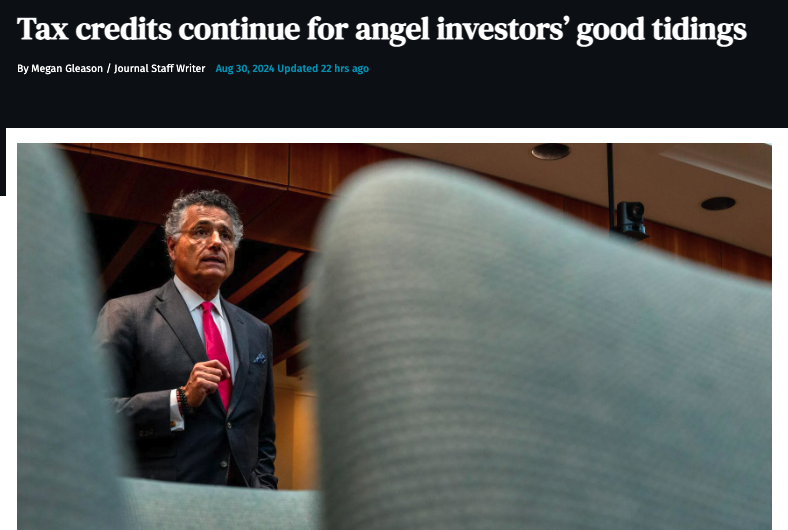 Tax credits continue for angel investors’ good tidings
By Megan Gleason / Journal Staff Writer Aug 30, 2024 Updated 22 hrs ago